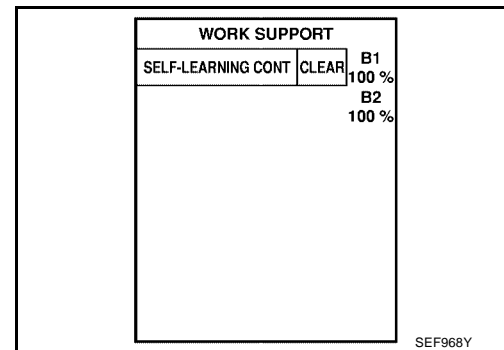 WORK SUPPORT
SELF-LEARNING CONT CLEAR B1
100 %
B2
100 %
SEF968Y